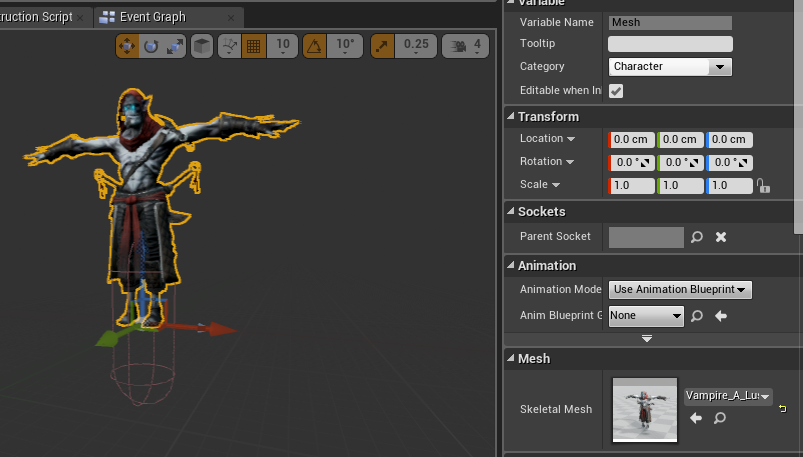 ruction Script
Event Graph
10
10°
0.25
4
Variable
Variable Name
Mesh
Tooltip
Category
Character
Editable when In
Transform
Location
0.0 cm
0.0 cm
0.0 cm
Rotation
0.0 °
0.0 °
0.0 °
Scale
1.0
1.0
1.0
Sockets
Parent Socket
Animation
Animation Mode
Use Animation Blueprint
Anim Blueprint G
None
Mesh
Skeletal Mesh
Vampire_A_Lus